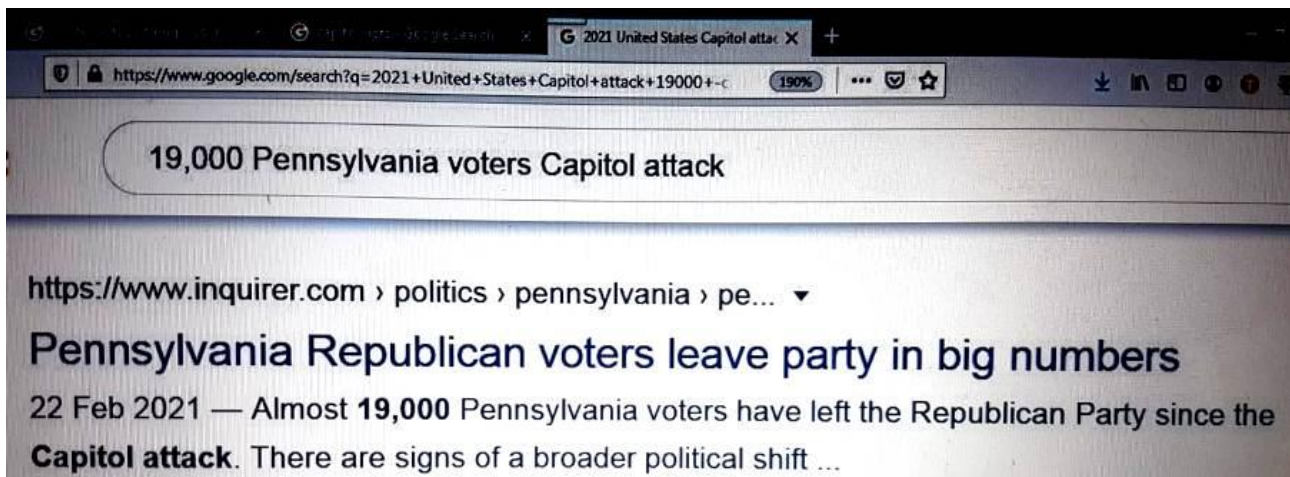 G 2021 United States Capitol attac X +
https://www.google.com/search?q=2021+United+States+Capitol+attack+19000+-c 190% ...
19,000 Pennsylvania voters Capitol attack
https://www.inquirer.com › politics › pennsylvania › pe...
Pennsylvania Republican voters leave party in big numbers
22 Feb 2021 — Almost 19,000 Pennsylvania voters have left the Republican Party since the
Capitol attack. There are signs of a broader political shift ...